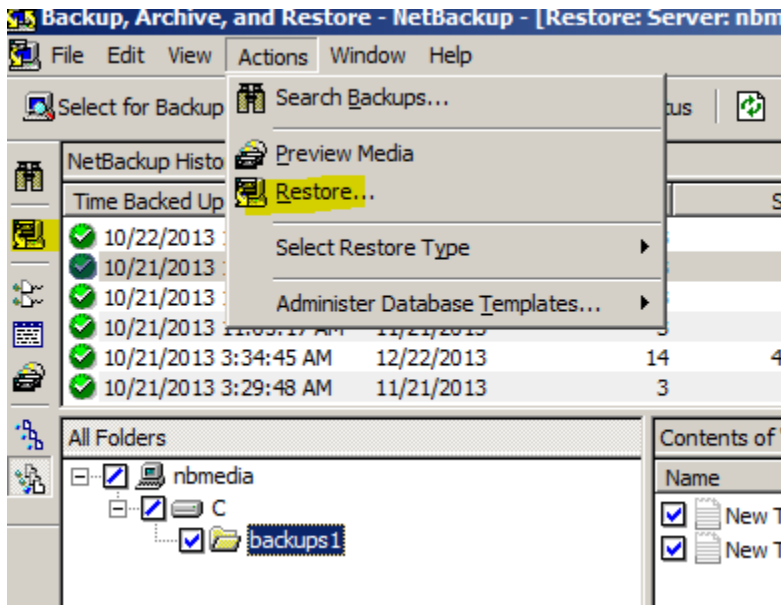 Backup, Archive, and Restore - NetBackup - [Restore: Server: nbm
File Edit View Actions Window Help
Select for Backup
Search Backups...
Preview Media
Restore...
Select Restore Type
Administer Database Templates...
NetBackup Histo
Time Backed Up
10/22/2013
10/21/2013
10/21/2013
10/21/2013 11:05:17 AM 11/21/2013 3
10/21/2013 3:34:45 AM 12/22/2013 14 4
10/21/2013 3:29:48 AM 11/21/2013 3
All Folders
Contents of
nbmedia
Name
C
New T
backups1
New T